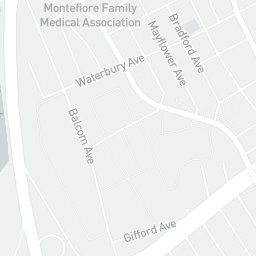 Montefiore Family
Medical Association
Bradford Ave
Mayflower Ave
Waterbury Ave
Balcom Ave
Gifford Ave